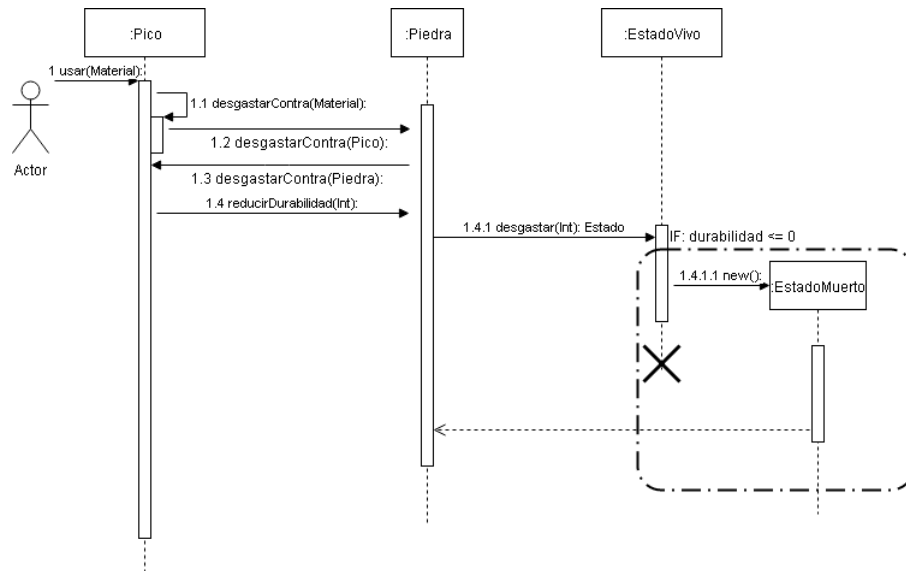 :Pico
:Piedra
:EstadoVivo
1 usar(Material):
1.1 desgastarContra(Material):
1.2 desgastarContra(Pico):
Actor
1.3 desgastarContra(Piedra):
1.4 reducirDurabilidad(Int):
1.4.1 desgastar(Int): Estado
IF: durabilidad <= 0
1.4.1.1 new():
:EstadoMuerto